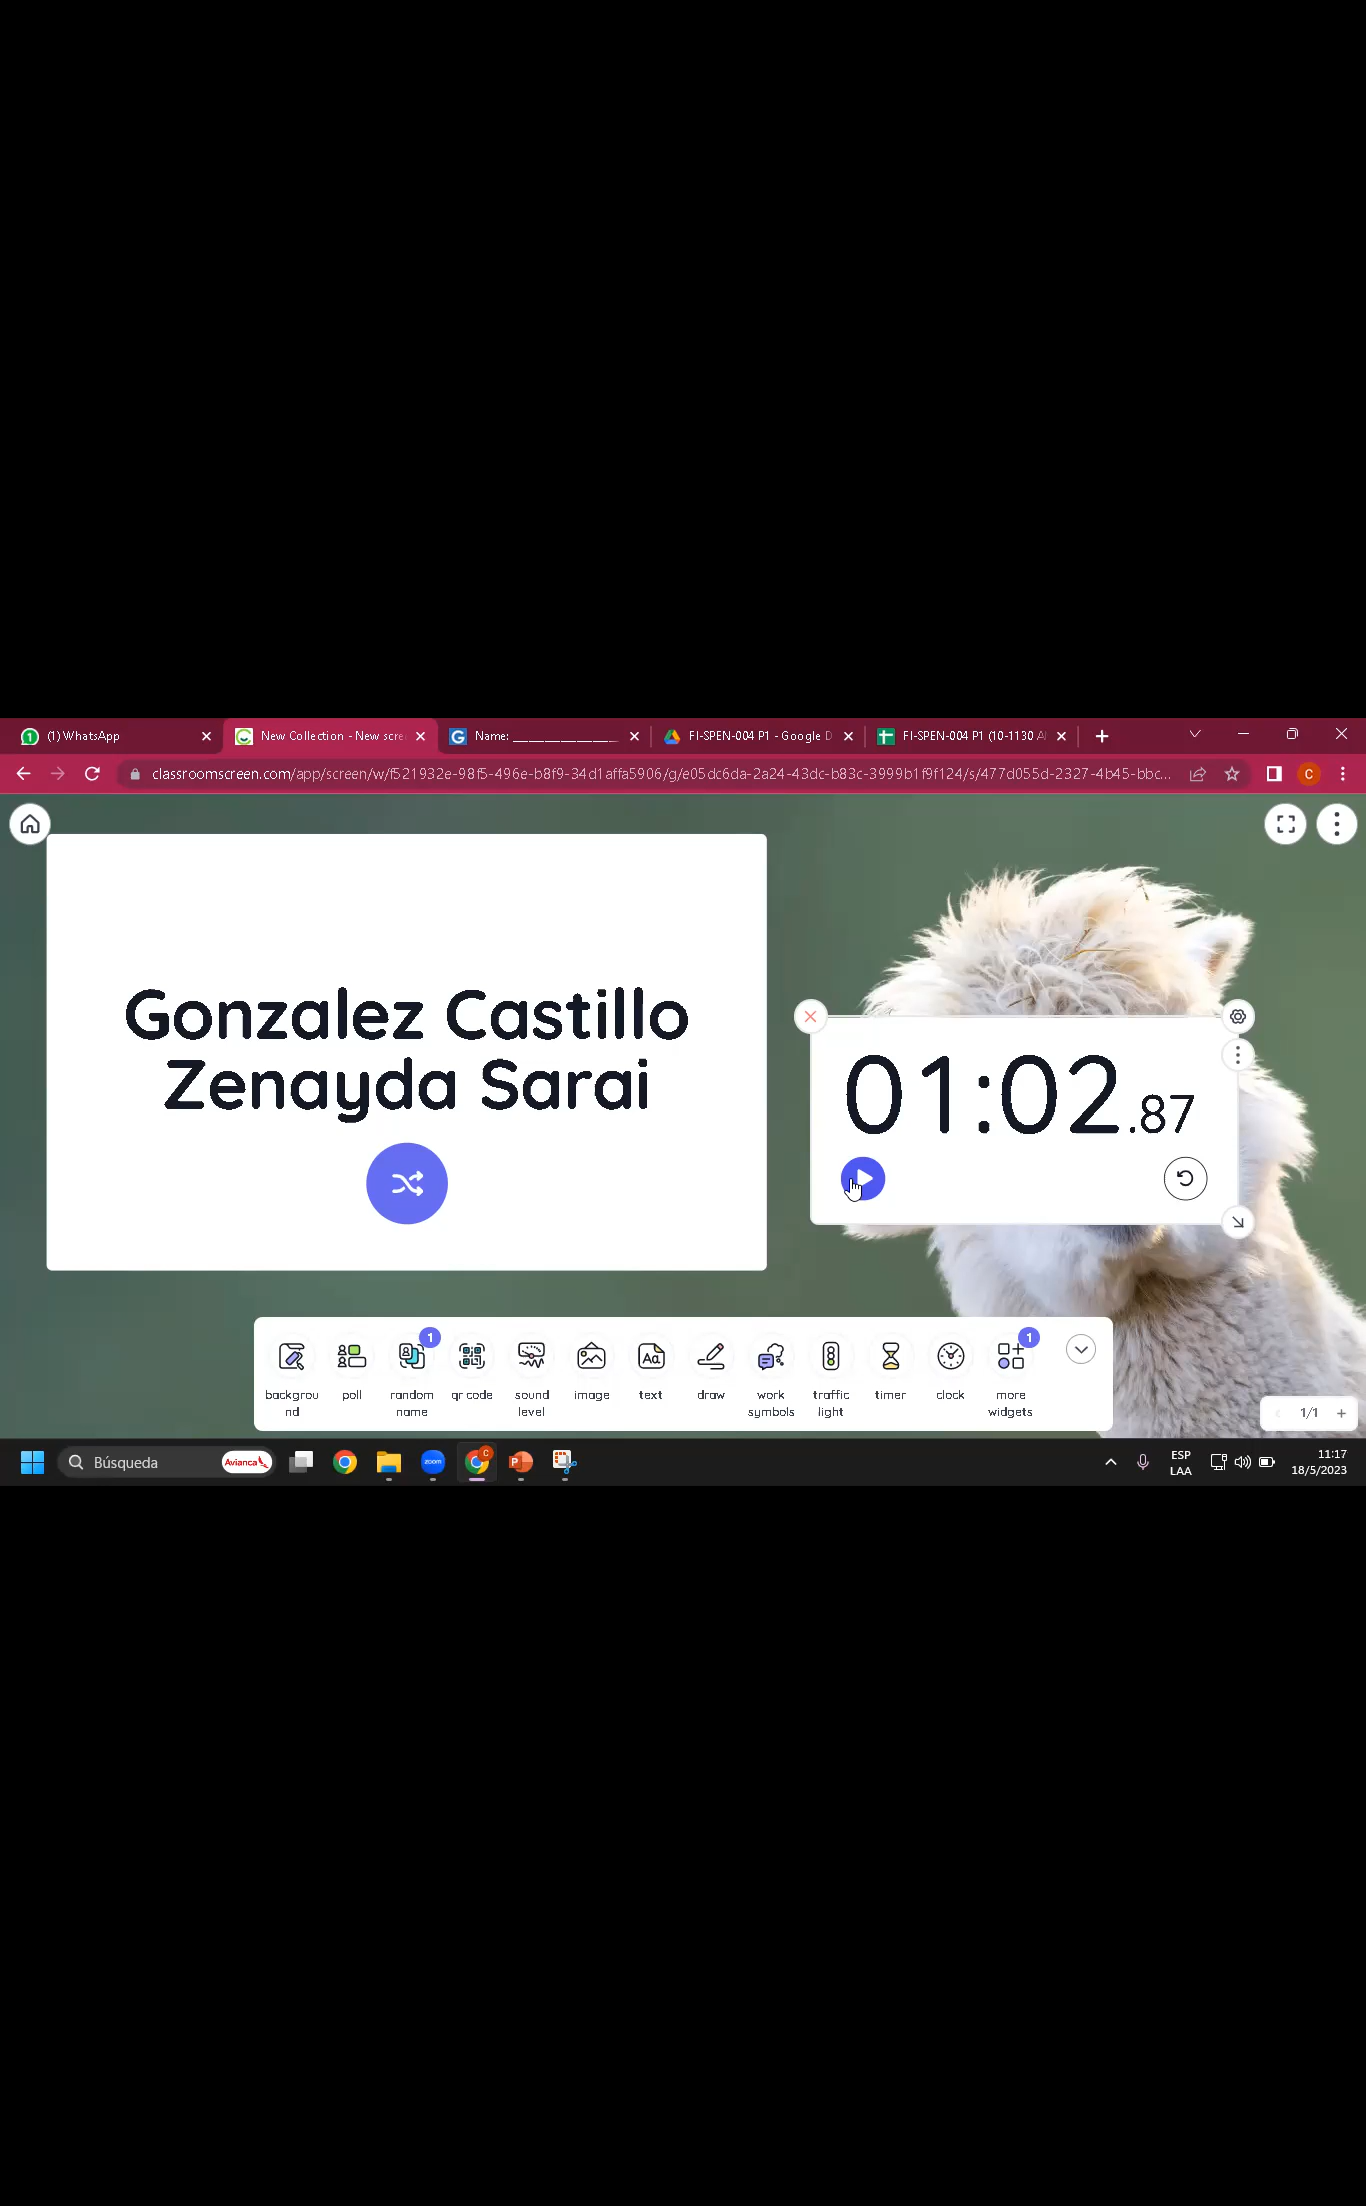 (1) WhatsApp
New Collection - New scre
Name: ____________________
FI-SPEN-004 P1 - Google D
FI-SPEN-004 P1 (10-1130 A
classroomscreen.com/app/screen/w/f521932e-98f5-496e-b8f9-34d1affa5906/g/e05dc6da-2a24-43dc-b83c-3999b1f9f124/s/477d055d-2327-4b45-bbc...
C
Gonzalez Castillo
Zenayda Sarai
01:02.87
1
1
backgrou
nd
poll
random
name
qr code
sound
level
image
text
draw
work
symbols
traffic
light
timer
clock
more
widgets
1/1
Búsqueda
Avianca
zoom
ESP
LAA
11:17
18/5/2023